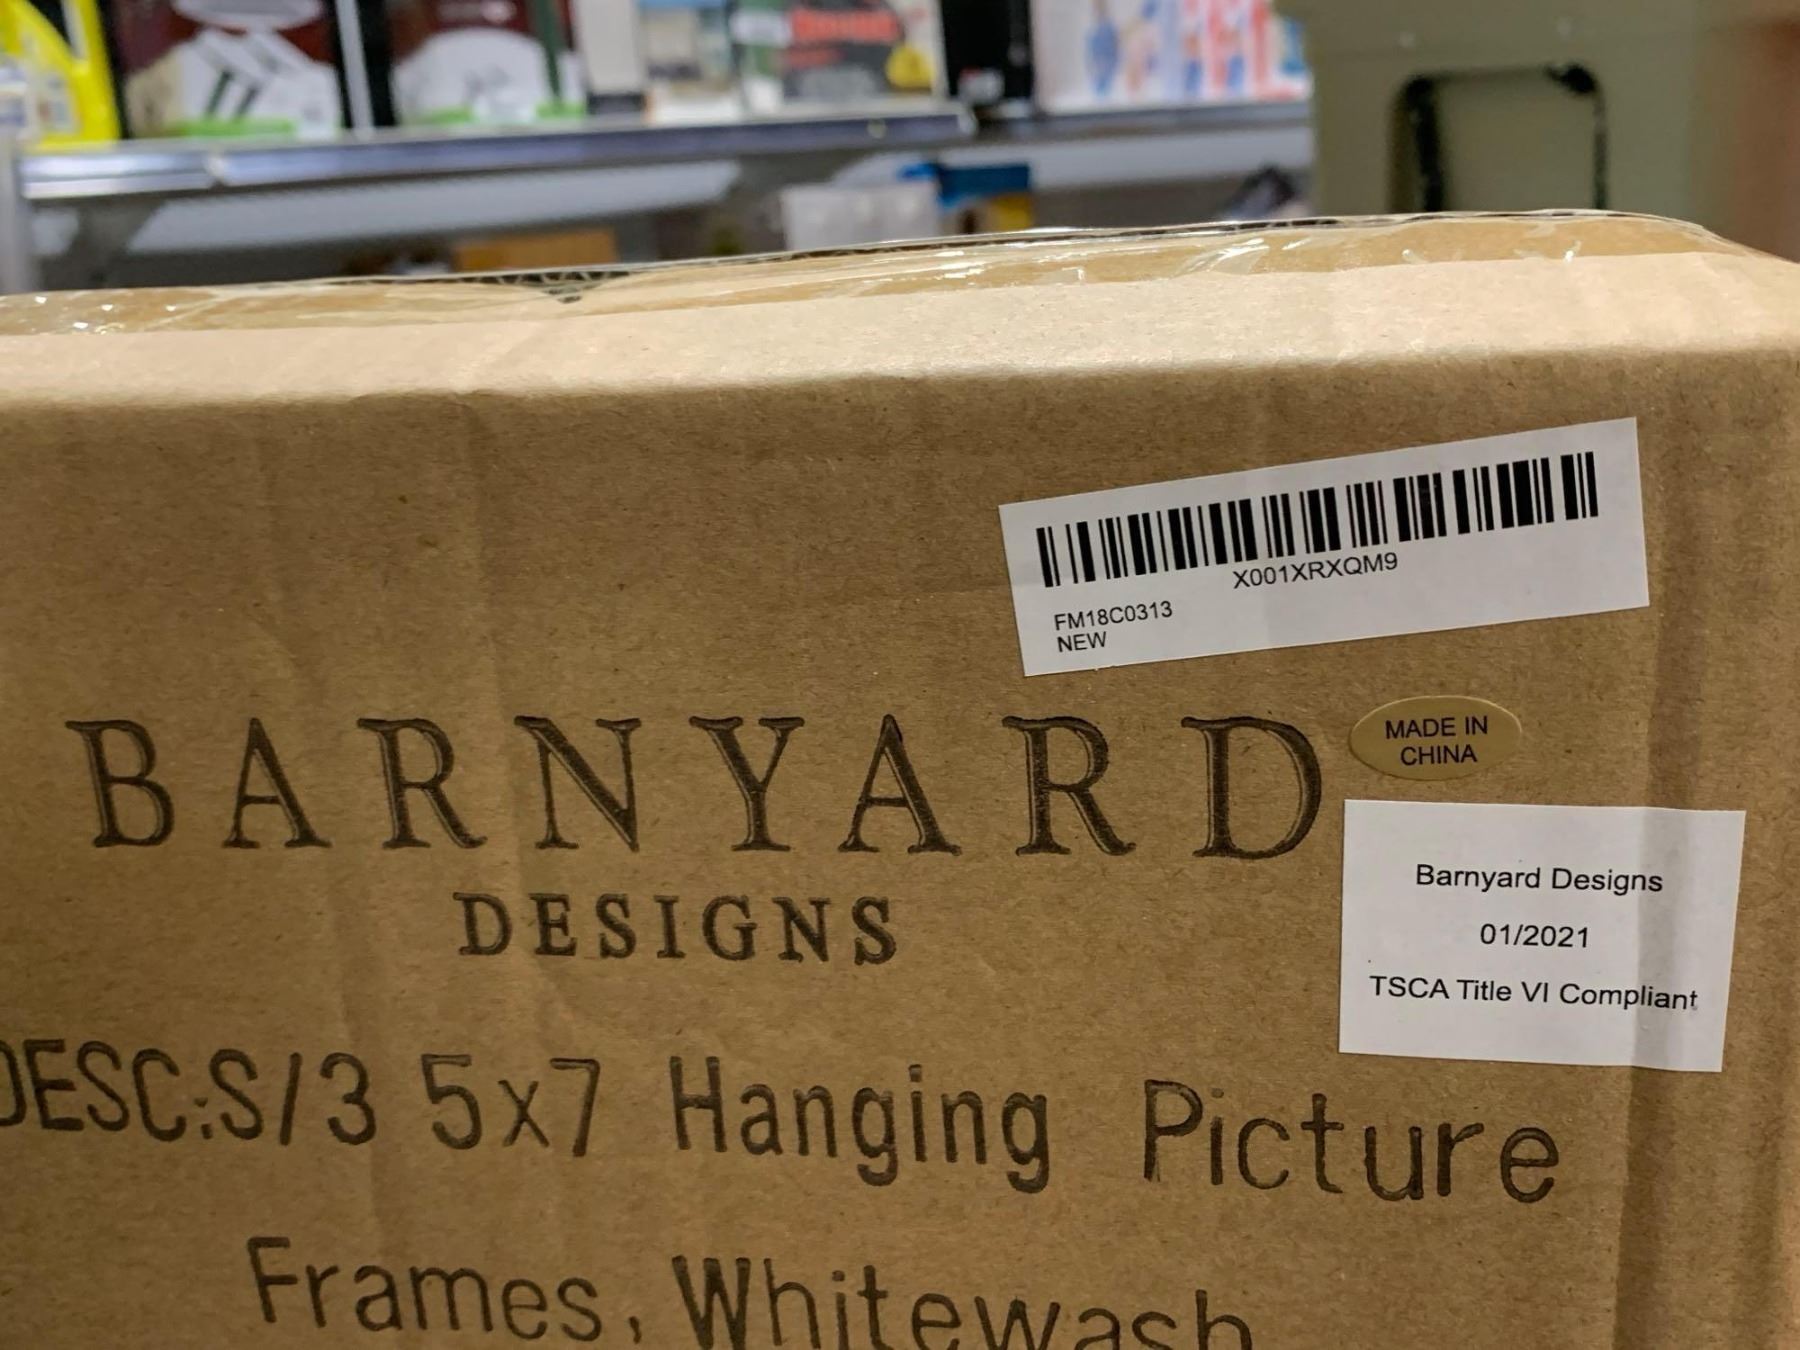 X001XRXQM9
FM18C0313
NEW
BARNYARD
DESIGNS
MADE IN
CHINA
Barnyard Designs
01/2021
TSCA Title VI Compliant
DESC:S/3 5x7 Hanging Picture
Frames, Whitewash